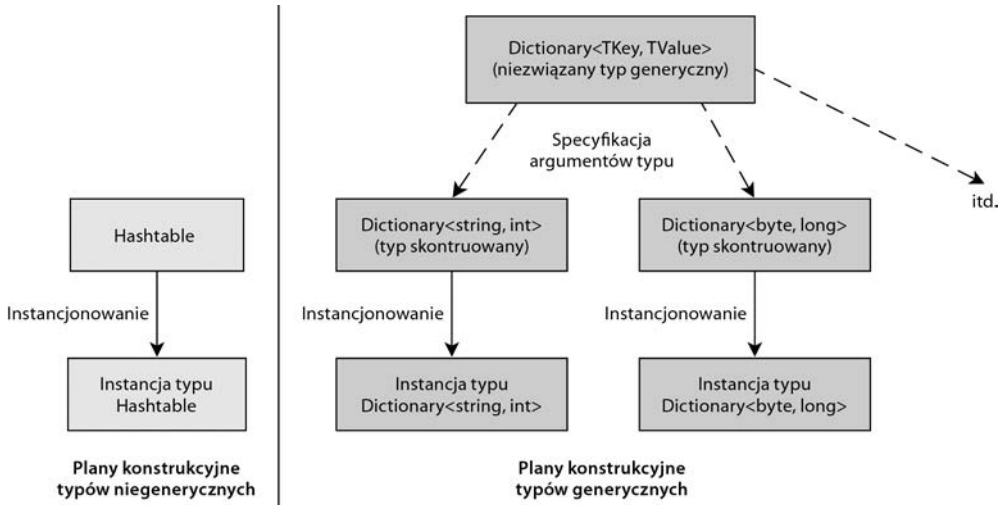 Dictionary<TKey, TValue>
(niezwiązany typ generyczny)
Specyfikacja
argumentów typu
itd.
Hashtable
Dictionary<string, int>
(typ skontruowany)
Dictionary<byte, long>
(typ skontruowany)
Instancjonowanie
Instancjonowanie
Instancjonowanie
Instancja typu
Hashtable
Instancja typu
Dictionary<string, int>
Instancja typu
Dictionary<byte, long>
Plany konstrukcyjne
typów niegenerycznych
Plany konstrukcyjne
typów generycznych